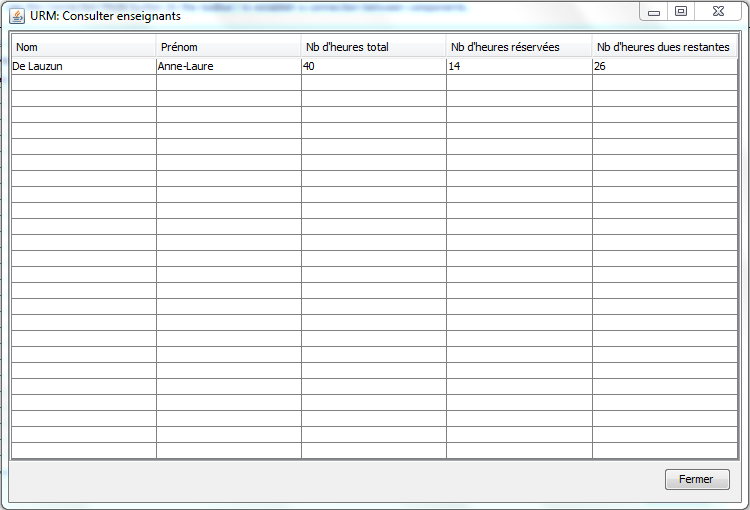 URM: Consulter enseignants
Nom Prénom Nb d'heures total Nb d'heures réservées Nb d'heures dues restantes
De Lauzun Anne-Laure 40 14 26
Fermer